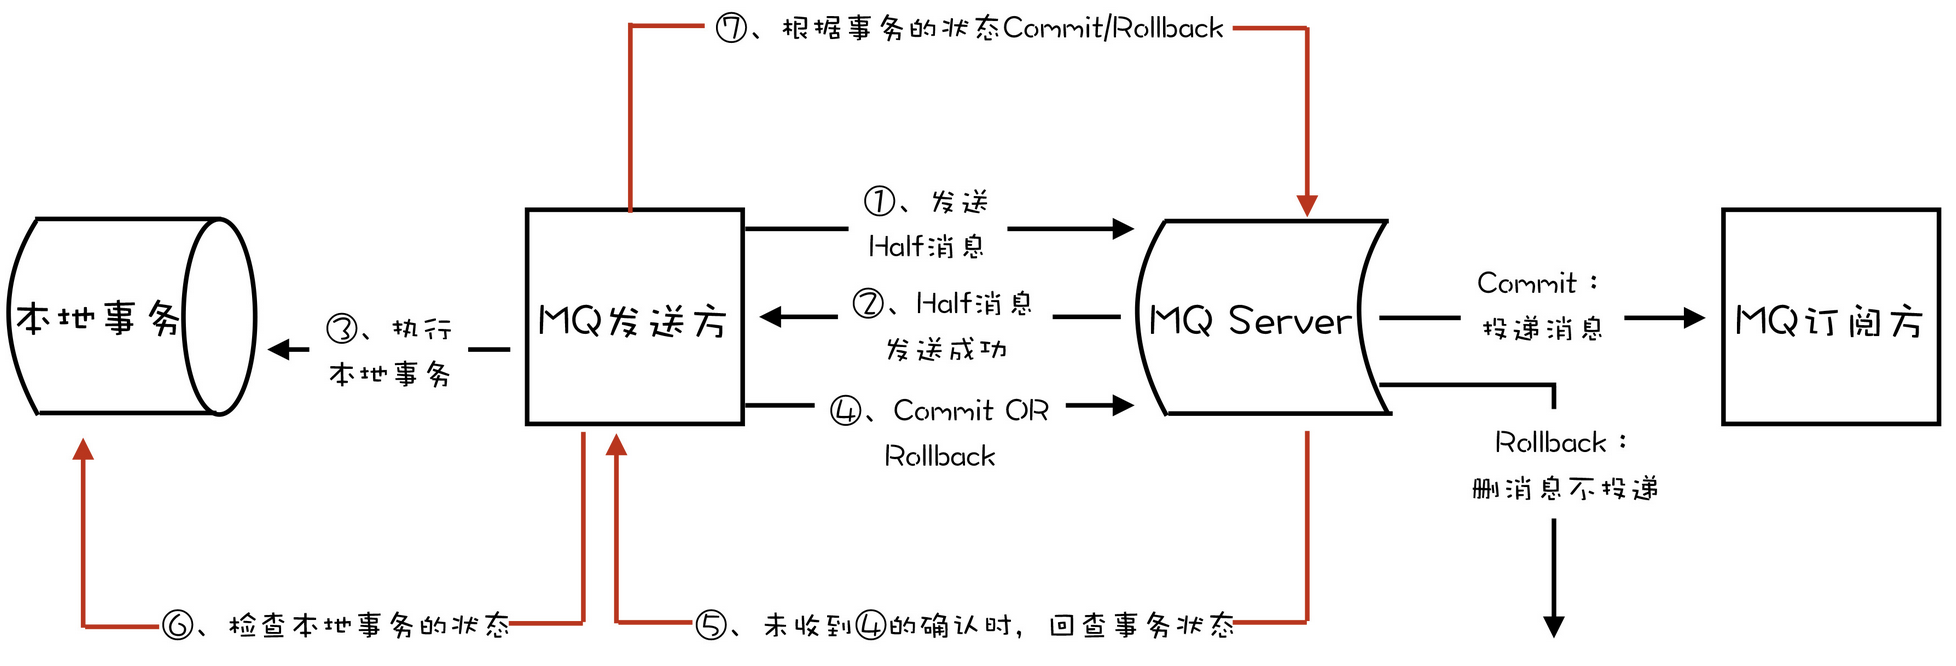 ⑦、根据事务的状态Commit/Rollback
①、发送
Half消息
②、Half消息
发送成功
③、执行
本地事务
④、Commit OR
Rollback
本地事务
MQ发送方
MQ Server
Commit：
投递消息
MQ订阅方
Rollback：
删消息不投递
⑥、检查本地事务的状态
⑤、未收到④的确认时，回查事务状态